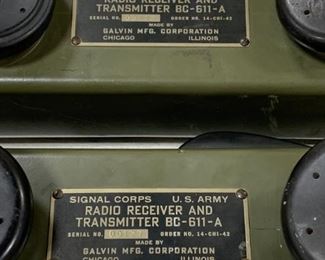 RADIO RECEIVER AND
TRANSMITTER BC-611-A
SERIAL NO. ORDER NO. 14-CHI-42
MADE BY
GALVIN MFG. CORPORATION
CHICAGO ILLINOIS
SIGNAL CORPS U.S. ARMY
RADIO RECEIVER AND
TRANSMITTER BC-611-A
SERIAL NO. ORDER NO. 14-CHI-42
MADE BY
GALVIN MFG. CORPORATION
CHICAGO ILLINOIS